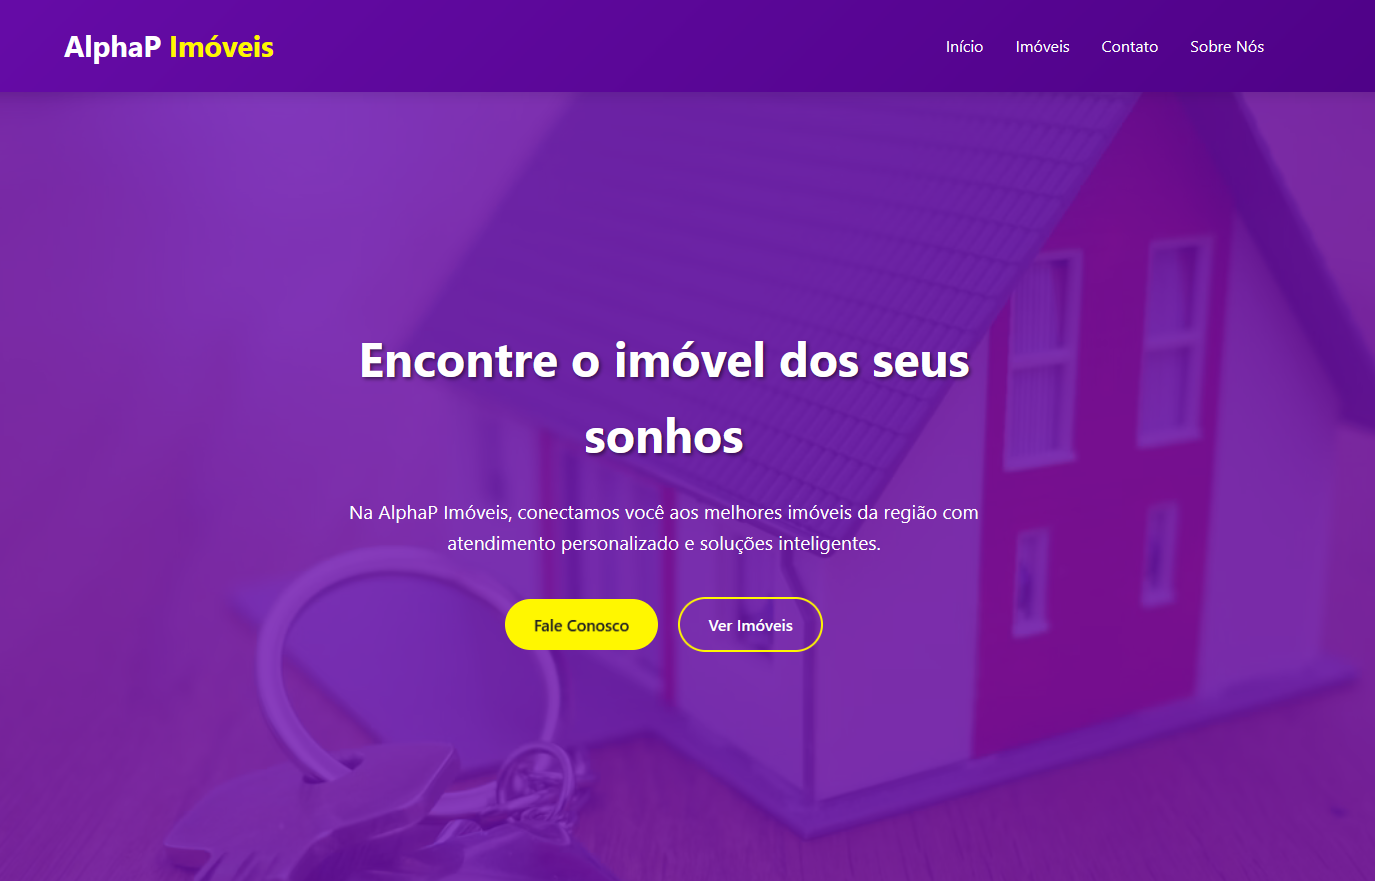 AlphaP Imóveis
Início Imóveis Contato Sobre Nós
Encontre o imóvel dos seus
sonhos
Na AlphaP Imóveis, conectamos você aos melhores imóveis da região com
atendimento personalizado e soluções inteligentes.
Fale Conosco Ver Imóveis